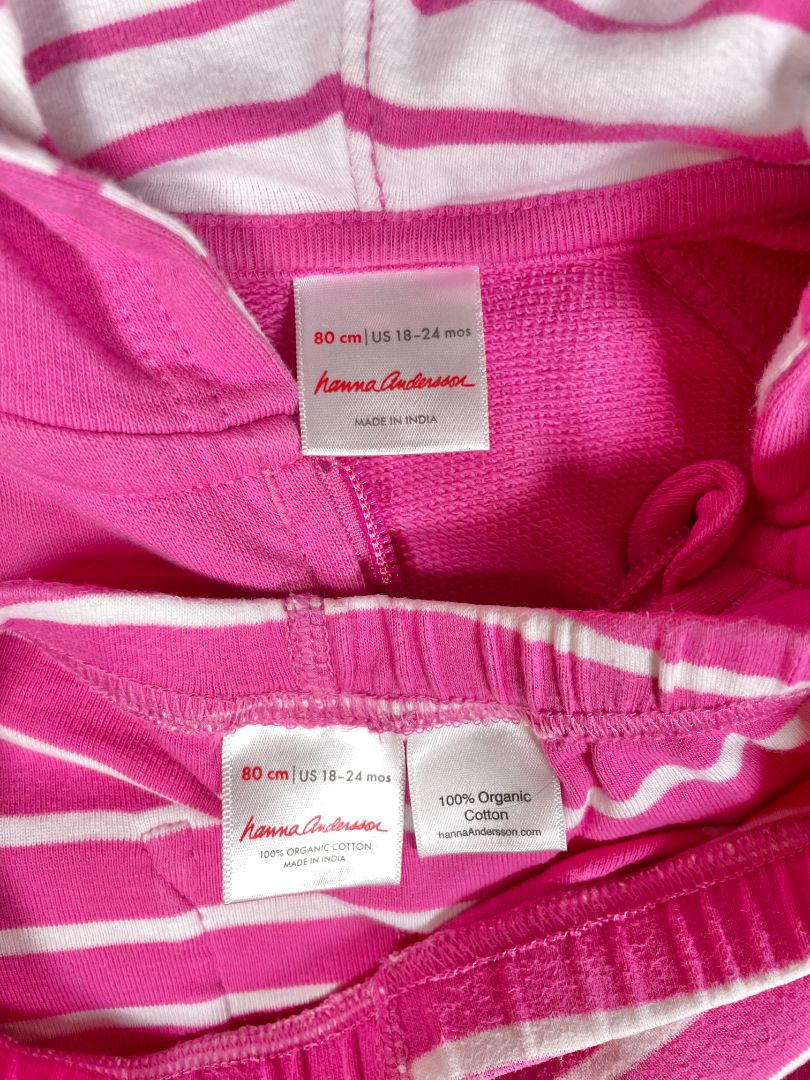 80 cm | US 18-24 mos
hanna Andersson
MADE IN INDIA
80 cm | US 18-24 mos
hanna Andersson
100% ORGANIC COTTON
MADE IN INDIA
100% Organic
Cotton
hannaAndersson.com